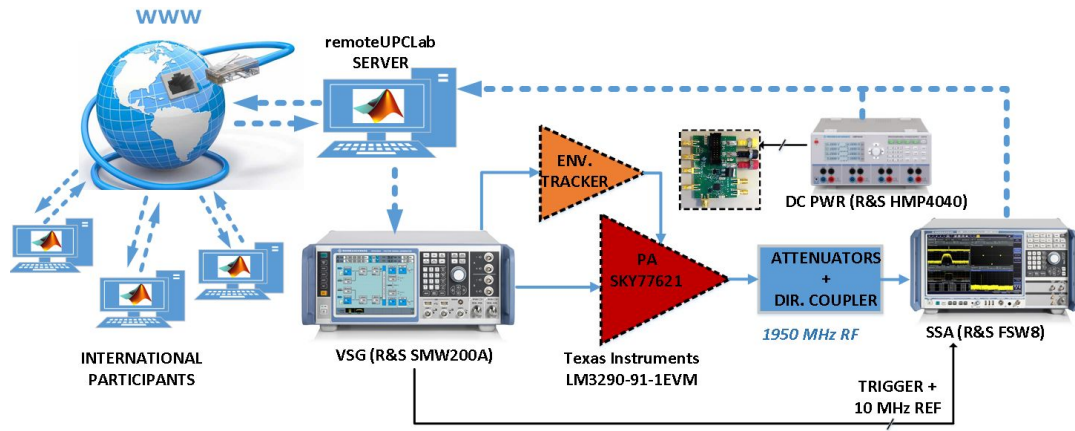 www
remoteUPCLab
SERVER
ENV.
TRACKER
DC PWR (R&S HMP4040)
PA
SKY77621
ATTENUATORS
+
DIR. COUPLER
1950 MHz RF
SSA (R&S FSW8)
VSG (R&S SMW200A)
Texas Instruments
LM3290-91-1EVM
INTERNATIONAL
PARTICIPANTS
TRIGGER +
10 MHz REF